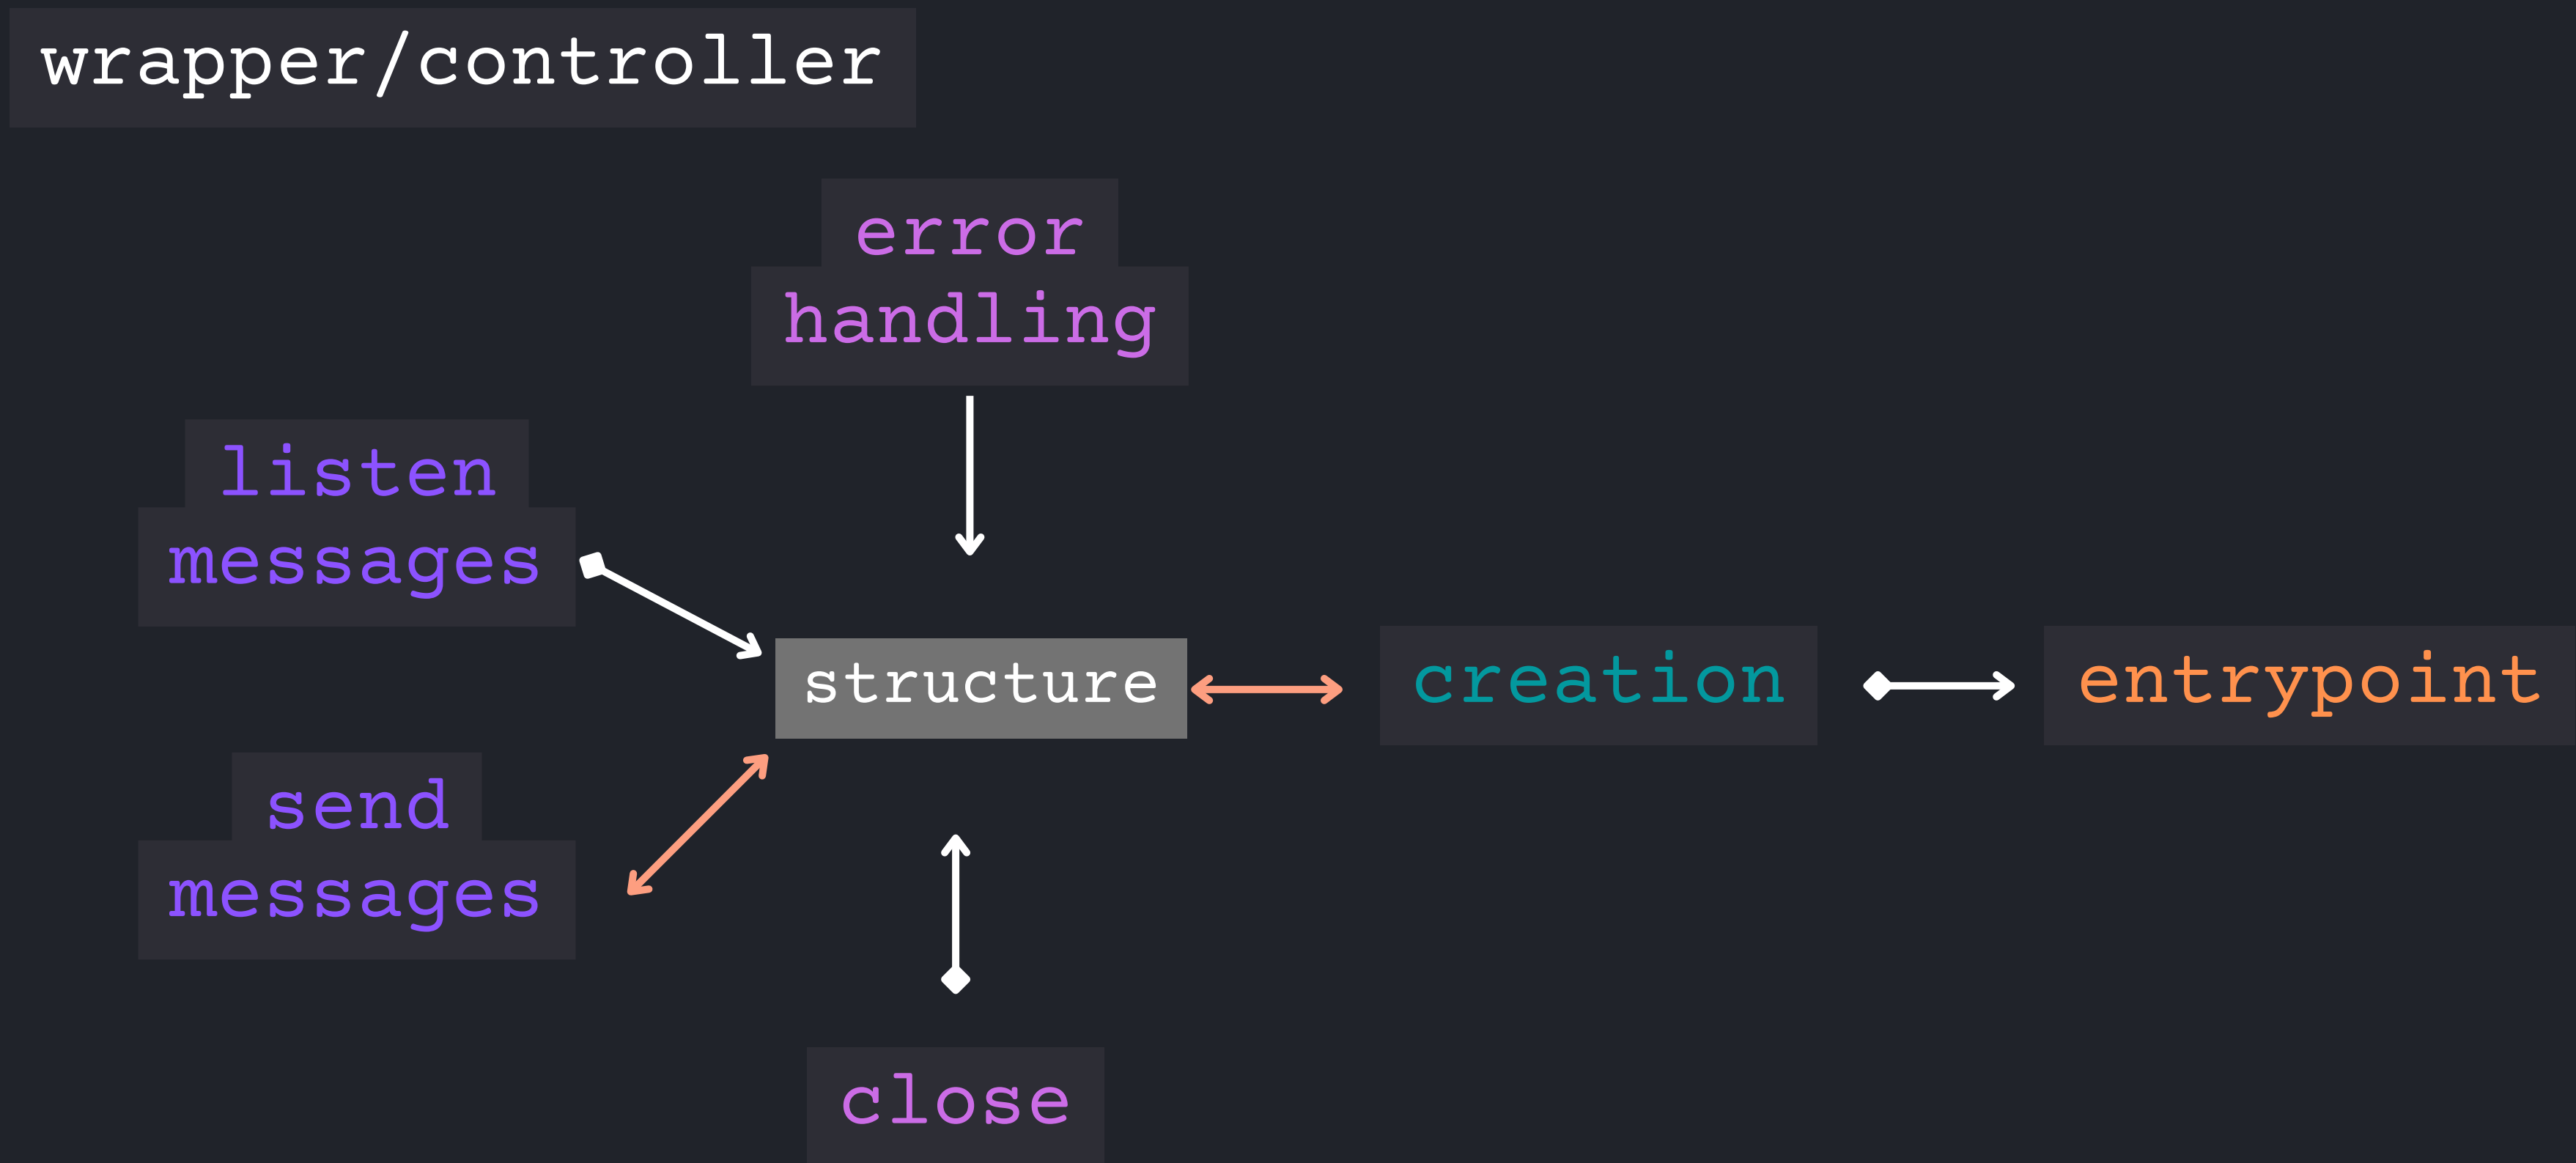 wrapper/controller
error
handling
listen
messages
structure
creation
entrypoint
send
messages
close